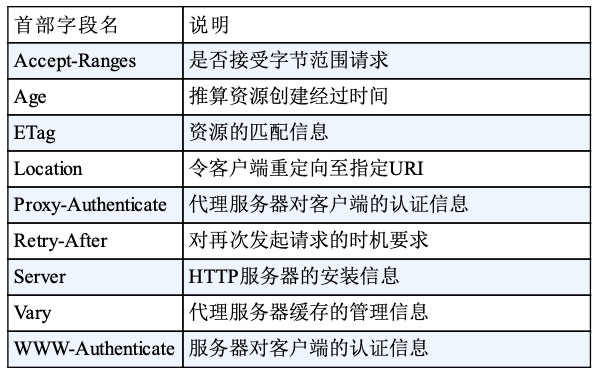 首部字段名 说明
Accept-Ranges 是否接受字节范围请求
Age 推算资源创建经过时间
ETag 资源的匹配信息
Location 令客户端重定向至指定URI
Proxy-Authenticate 代理服务器对客户端的认证信息
Retry-After 对再次发起请求的时机要求
Server HTTP服务器的安装信息
Vary 代理服务器缓存的管理信息
WWW-Authenticate 服务器对客户端的认证信息